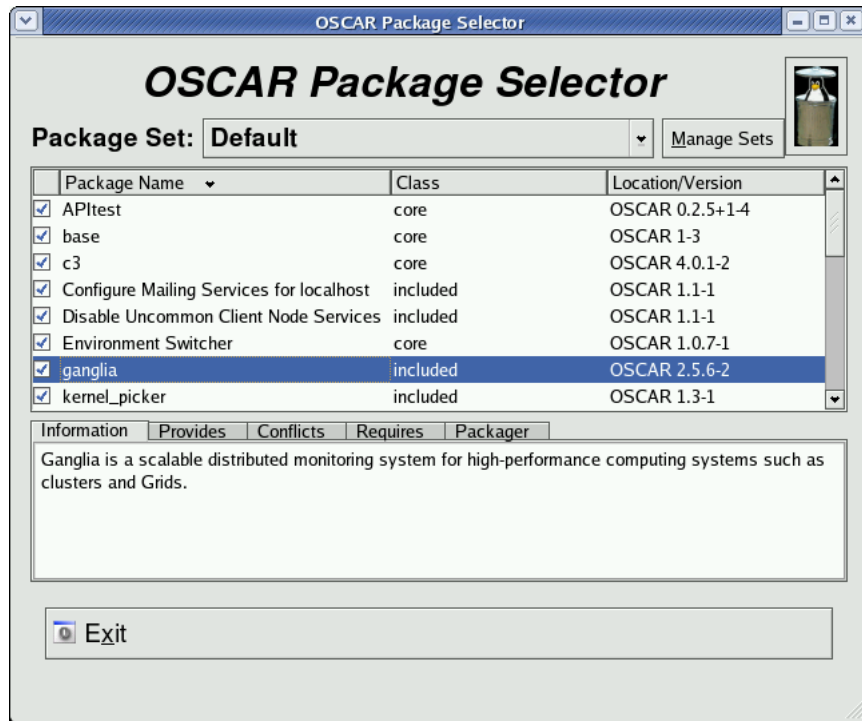 OSCAR Package Selector
OSCAR Package Selector
Package Set: Default Manage Sets
Package Name Class Location/Version
APItest core OSCAR 0.2.5+1-4
base core OSCAR 1-3
c3 core OSCAR 4.0.1-2
Configure Mailing Services for localhost included OSCAR 1.1-1
Disable Uncommon Client Node Services included OSCAR 1.1-1
Environment Switcher core OSCAR 1.0.7-1
ganglia included OSCAR 2.5.6-2
kernel_picker included OSCAR 1.3-1
Information Provides Conflicts Requires Packager
Ganglia is a scalable distributed monitoring system for high-performance computing systems such as
clusters and Grids.
Exit